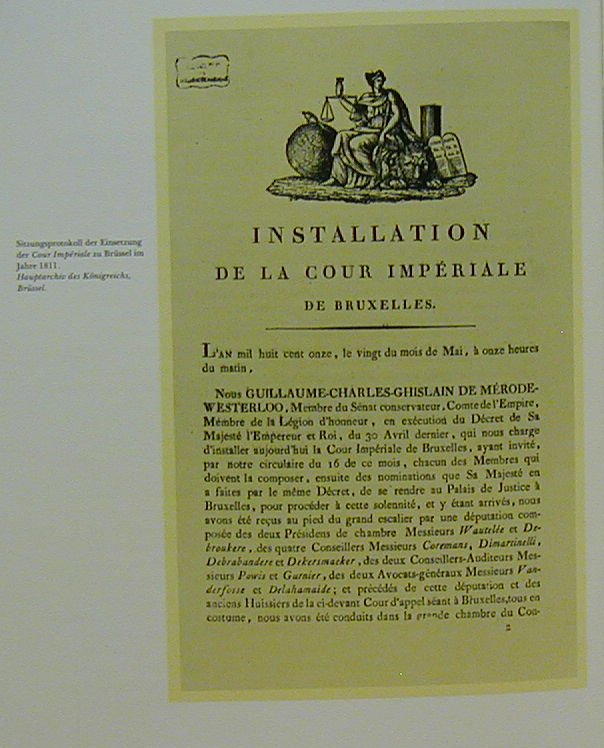 Sitzungsprotokoll der Einsetzung
der Cour Impériale zu Brüssel im
Jahre 1811.
Hauptarchiv des Königreichs,
Brüssel.
INSTALLATION
DE LA COUR IMPÉRIALE
DE BRUXELLES.
L'AN mil huit cent onze, le vingt du mois de Mai, à onze heures
du matin,
Nous GUILLAUME-CHARLES-GHISLAIN DE MÉRODE-
WESTERLOO, Membre du Sénat conservateur, Comte de l'Empire,
Membre de la Légion d'honneur, en exécution du Décret de Sa
Majesté l'Empereur et Roi, du 30 Avril dernier, qui nous charge
d'installer aujourd'hui la Cour Impériale de Bruxelles, ayant invité,
par notre circulaire du 16 de ce mois, chacun des Membres qui
doivent la composer, ensuite des nominations que Sa Majesté en
a faites par le même Décret, de se rendre au Palais de Justice à
Bruxelles, pour procéder à cette solennité, et y étant arrivés, nous
avons été reçus au pied du grand escalier par une députation com-
posée des deux Présidens de chambre Messieurs Wautelée et De-
broukere, des quatre Conseillers Messieurs Coremans, Dimartinelli,
Debrabandere et Dekersmacker, des deux Conseillers-Auditeurs Mes-
sieurs Powis et Garnier, des deux Avocats-généraux Messieurs Van-
derfosse et Delahamaide; et précédés de cette députation et des
anciens Huissiers de la ci-devant Cour d'appel séant à Bruxelles, tous en
costume, nous avons été conduits dans la grande chambre du Con-
2